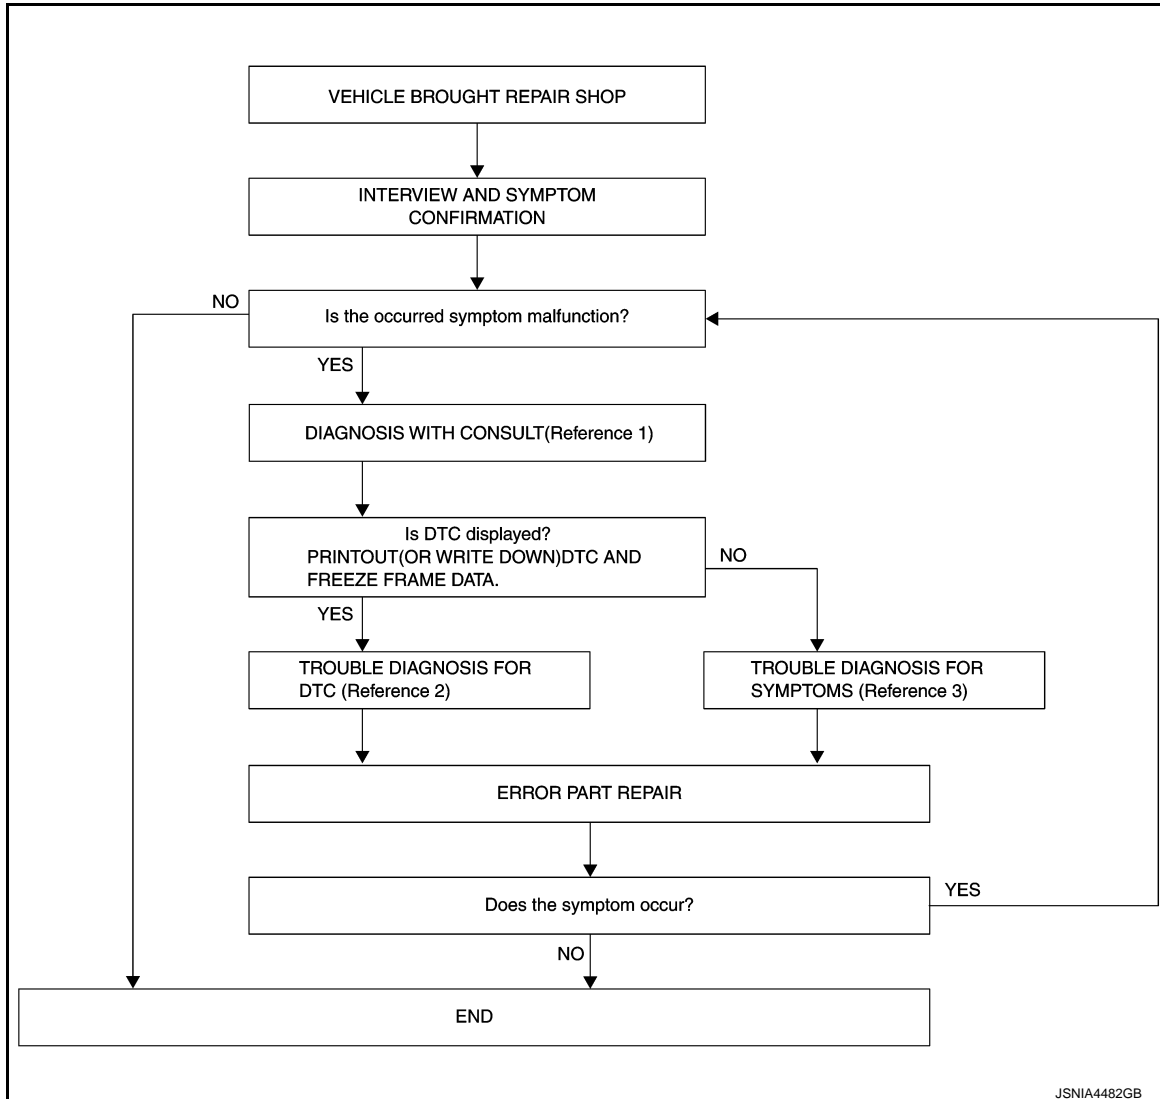 VEHICLE BROUGHT REPAIR SHOP
INTERVIEW AND SYMPTOM
CONFIRMATION
NO
Is the occurred symptom malfunction?
YES
DIAGNOSIS WITH CONSULT(Reference 1)
Is DTC displayed?
PRINTOUT(OR WRITE DOWN)DTC AND
FREEZE FRAME DATA.
NO
YES
TROUBLE DIAGNOSIS FOR
DTC (Reference 2)
TROUBLE DIAGNOSIS FOR
SYMPTOMS (Reference 3)
ERROR PART REPAIR
Does the symptom occur?
YES
NO
END
JSNIA4482GB